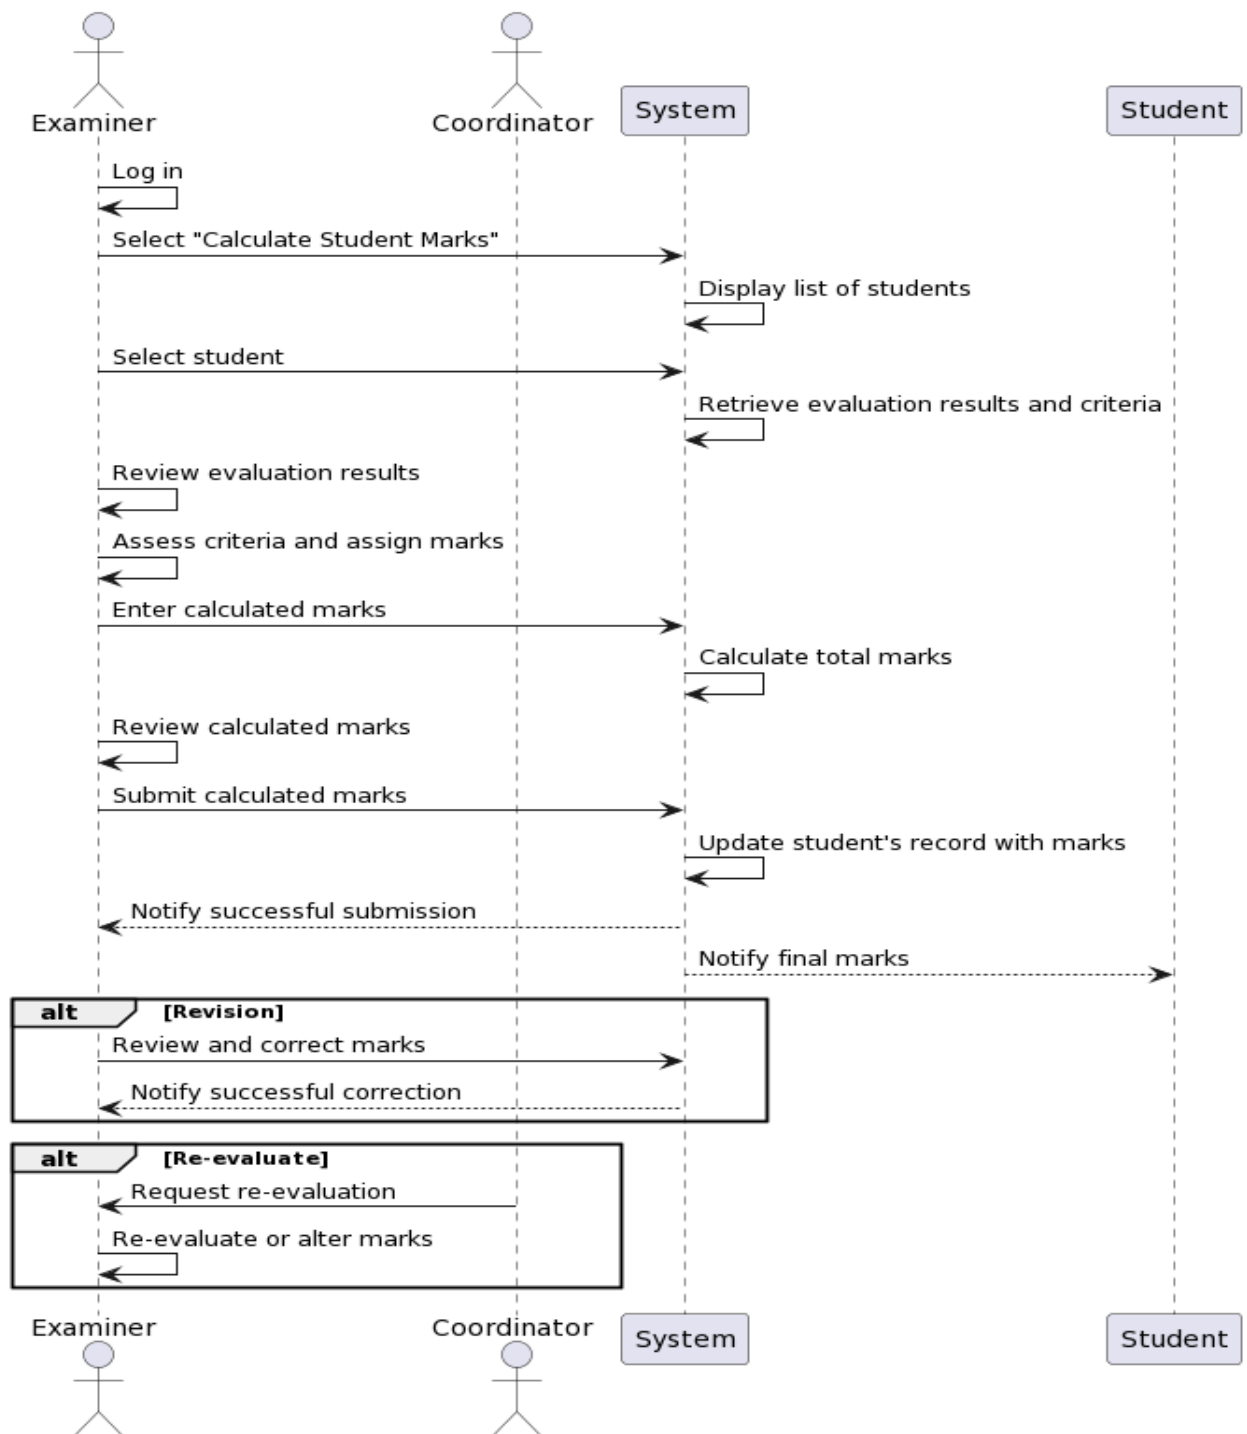 Examiner
Coordinator
System
Student
Log in
Select "Calculate Student Marks"
Display list of students
Select student
Retrieve evaluation results and criteria
Review evaluation results
Assess criteria and assign marks
Enter calculated marks
Calculate total marks
Review calculated marks
Submit calculated marks
Update student's record with marks
Notify successful submission
Notify final marks
alt [Revision]
Review and correct marks
Notify successful correction
alt [Re-evaluate]
Request re-evaluation
Re-evaluate or alter marks
Examiner
Coordinator
System
Student